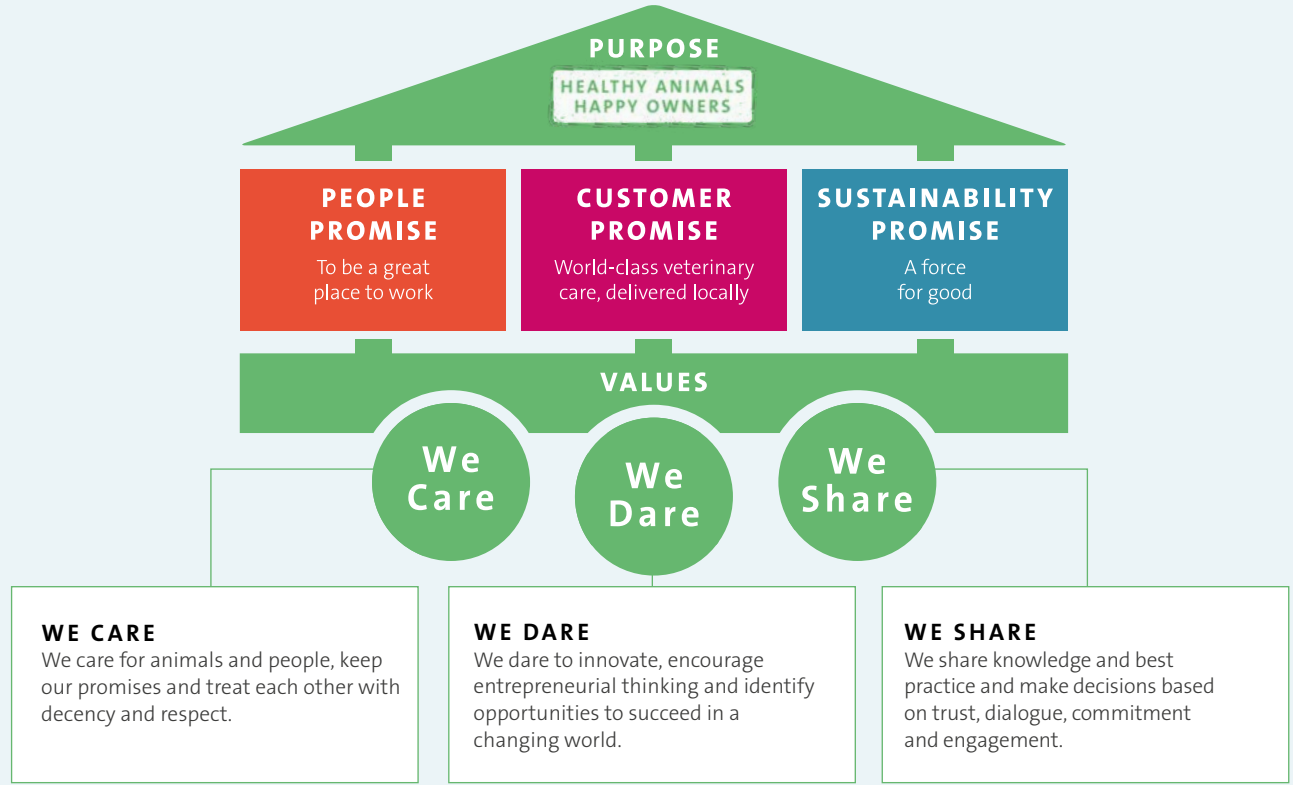 PURPOSE
HEALTHY ANIMALS
HAPPY OWNERS
PEOPLE
PROMISE
To be a great
place to work
CUSTOMER
PROMISE
World-class veterinary
care, delivered locally
SUSTAINABILITY
PROMISE
A force
for good
VALUES
We
Care
We
Dare
We
Share
WE CARE
We care for animals and people, keep
our promises and treat each other with
decency and respect.
WE DARE
We dare to innovate, encourage
entrepreneurial thinking and identify
opportunities to succeed in a
changing world.
WE SHARE
We share knowledge and best
practice and make decisions based
on trust, dialogue, commitment
and engagement.